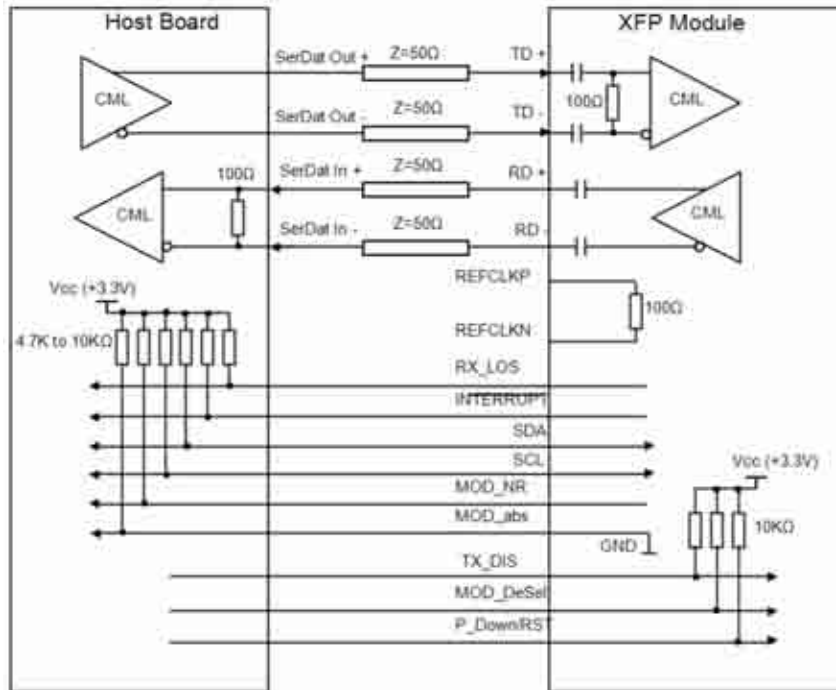 Host Board
XFP Module
SerDat Out +
Z=50Ω
TD +
CML
100Ω
CML
SerDat Out -
Z=50Ω
TD -
100Ω
SerDat In +
Z=50Ω
RD +
CML
CML
SerDat In -
Z=50Ω
RD -
REFCLKP
Vcc (+3.3V)
100Ω
4.7K to 10KΩ
REFCLKN
RX_LOS
INTERRUPT
SDA
SCL
Vcc (+3.3V)
MOD_NR
MOD_abs
10KΩ
GND
TX_DIS
MOD_DeSel
P_Down/RST